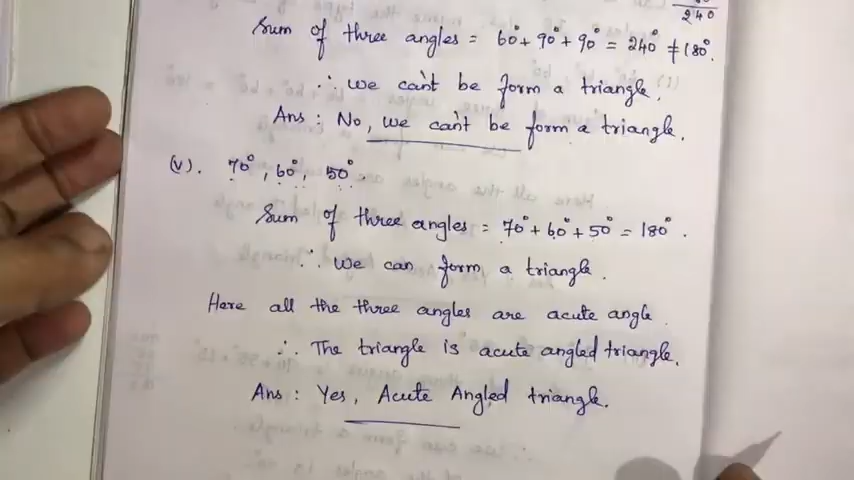 240
Sum of three angles = 60° + 90° + 90° = 240° ≠ 180°.
∴ we can't be form a triangle.
Ans : No, we can't be form a triangle.
(v). 70°, 60°, 50°.
Sum of three angles = 70° + 60° + 50° = 180°.
∴ We can form a triangle.
Here all the three angles are acute angle.
∴ The triangle is acute angled triangle.
Ans : Yes, Acute Angled triangle.